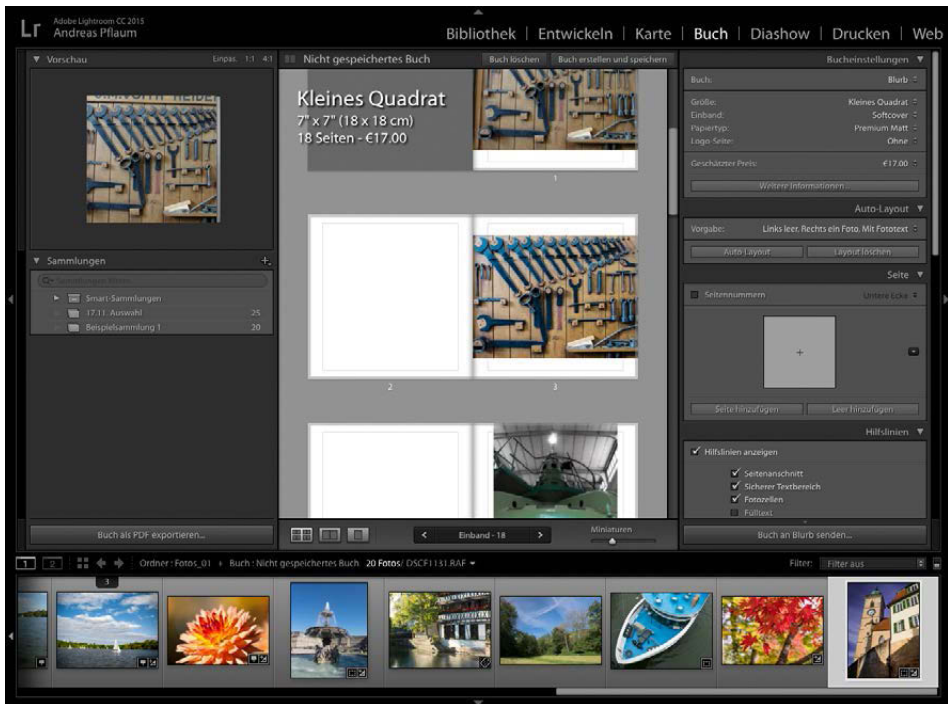 Lr
Adobe Lightroom CC 2015
Andreas Pflaum
Bibliothek | Entwickeln | Karte | Buch | Diashow | Drucken | Web
Vorschau
Einpas. 1:1 4:1
Sammlungen
Smart-Sammlungen
17.11. Auswahl 25
Beispielsammlung 1 20
Buch als PDF exportieren...
Nicht gespeichertes Buch
Buch löschen
Buch erstellen und speichern
Kleines Quadrat
7" x 7" (18 x 18 cm)
18 Seiten - €17.00
1
2
3
Einband - 18
Miniaturen
Bucheinstellungen
Buch: Blurb
Größe: Kleines Quadrat
Einband: Softcover
Papiertyp: Premium Matt
Logo-Seite: Ohne
Geschätzter Preis: €17.00
Weitere Informationen...
Auto-Layout
Vorgabe: Links leer, Rechts ein Foto, Mit Fototext
Auto Layout
Layout löschen
Seite
Seitennummern
Untere Ecke
Seite hinzufügen
Leer hinzufügen
Hilfslinien
Hilfslinien anzeigen
Seitenanschnitt
Sicherer Textbereich
Fotozellen
Fülltext
Buch an Blurb senden...
1 2
Ordner : Fotos_01
Buch : Nicht gespeichertes Buch
20 Fotos/ DSCF1131.RAF
Filter: Filter aus
3